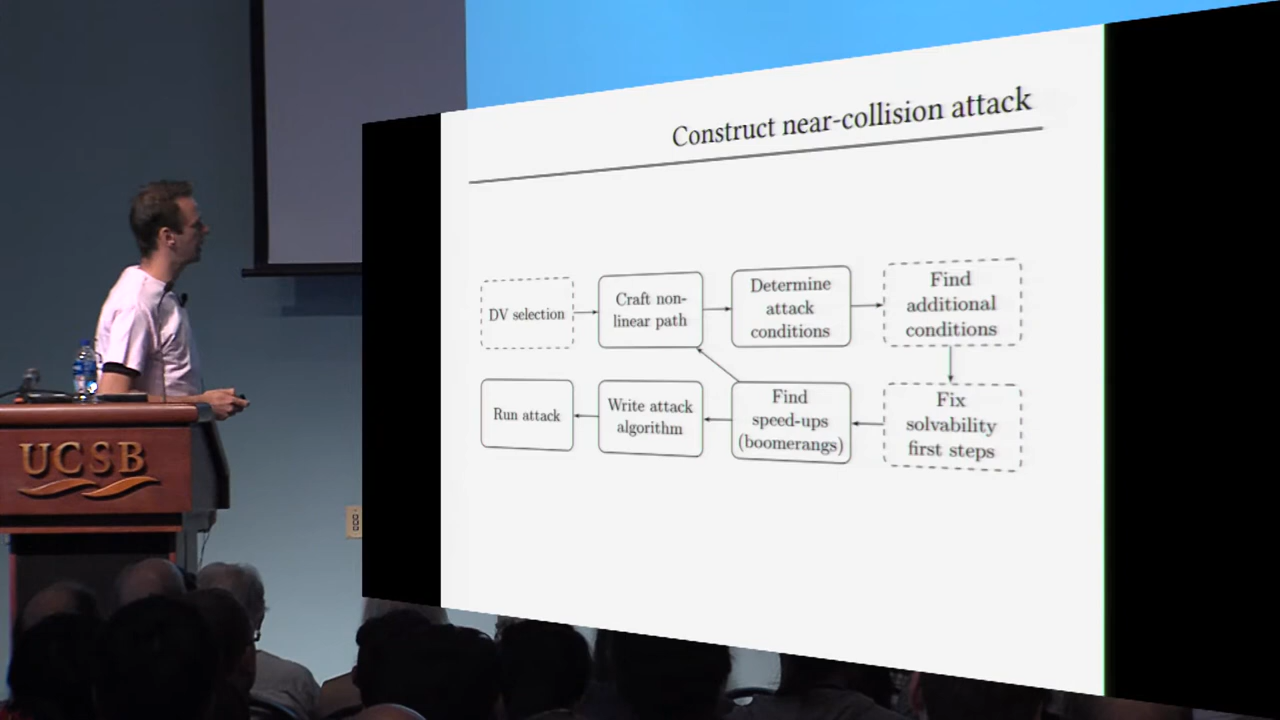 Construct near-collision attack
DV selection
Craft non-
linear path
Determine
attack
conditions
Find
additional
conditions
Run attack
Write attack
algorithm
Find
speed-ups
(boomerangs)
Fix
solvability
first steps
UCSB